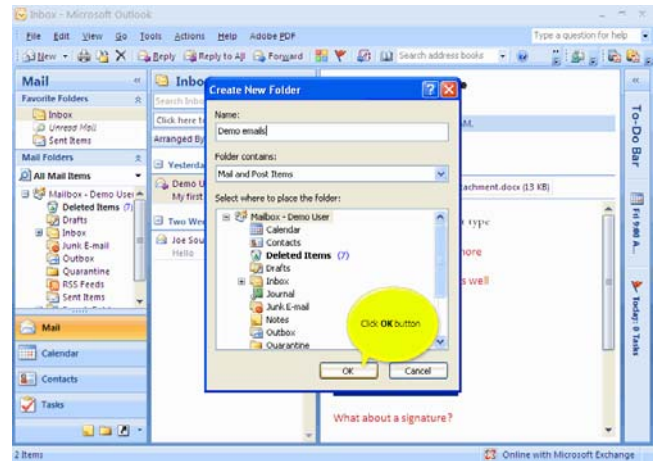 Inbox - Microsoft Outlook
File Edit View Go Tools Actions Help Adobe PDF
Type a question for help
New Reply Reply to All Forward Search address books
Mail
Favorite Folders
Inbox
Unread Mail
Sent Items
Mail Folders
All Mail Items
Mailbox - Demo User
Deleted Items (7)
Drafts
Inbox
Junk E-mail
Outbox
Quarantine
RSS Feeds
Sent Items
Mail
Calendar
Contacts
Tasks
2 Items
Inbo
Search Inbo
Click here t
Arranged By
Yesterda
Demo U
My first
Two Wee
Joe Sou
Hello
Create New Folder
Name:
Demo emails
Folder contains:
Mail and Post Items
Select where to place the folder:
Mailbox - Demo User
Calendar
Contacts
Deleted Items (7)
Drafts
Inbox
Journal
Junk E-mail
Notes
Outbox
Quarantine
Click OK button
OK Cancel
AM.
tachment.docx (13 KB)
type
nore
s well
What about a signature?
To-Do Bar
Fri 9:00 A...
Today: 0 Tasks
Online with Microsoft Exchange